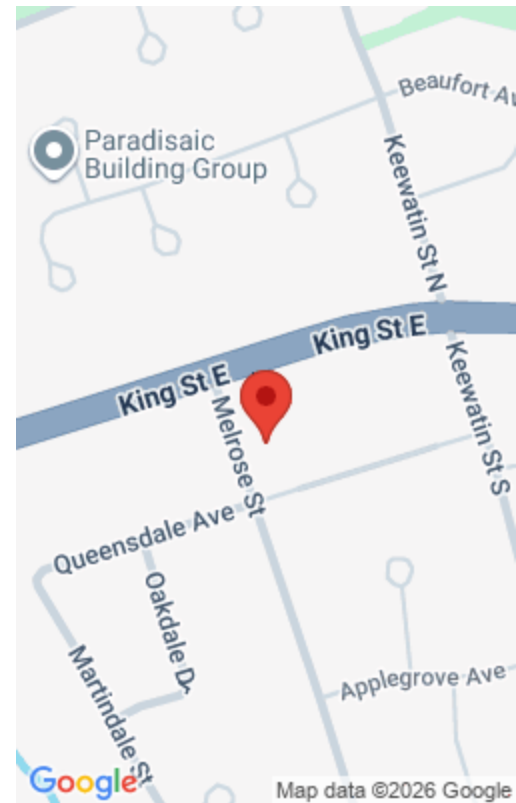 Beaufort Av
Paradisaic
Building Group
Keewatin St N
King St E
King St E
Melrose St
Keewatin St S
Queensdale Ave
Oakdale D
Martindale St
Applegrove Ave
Google
Map data ©2026 Google